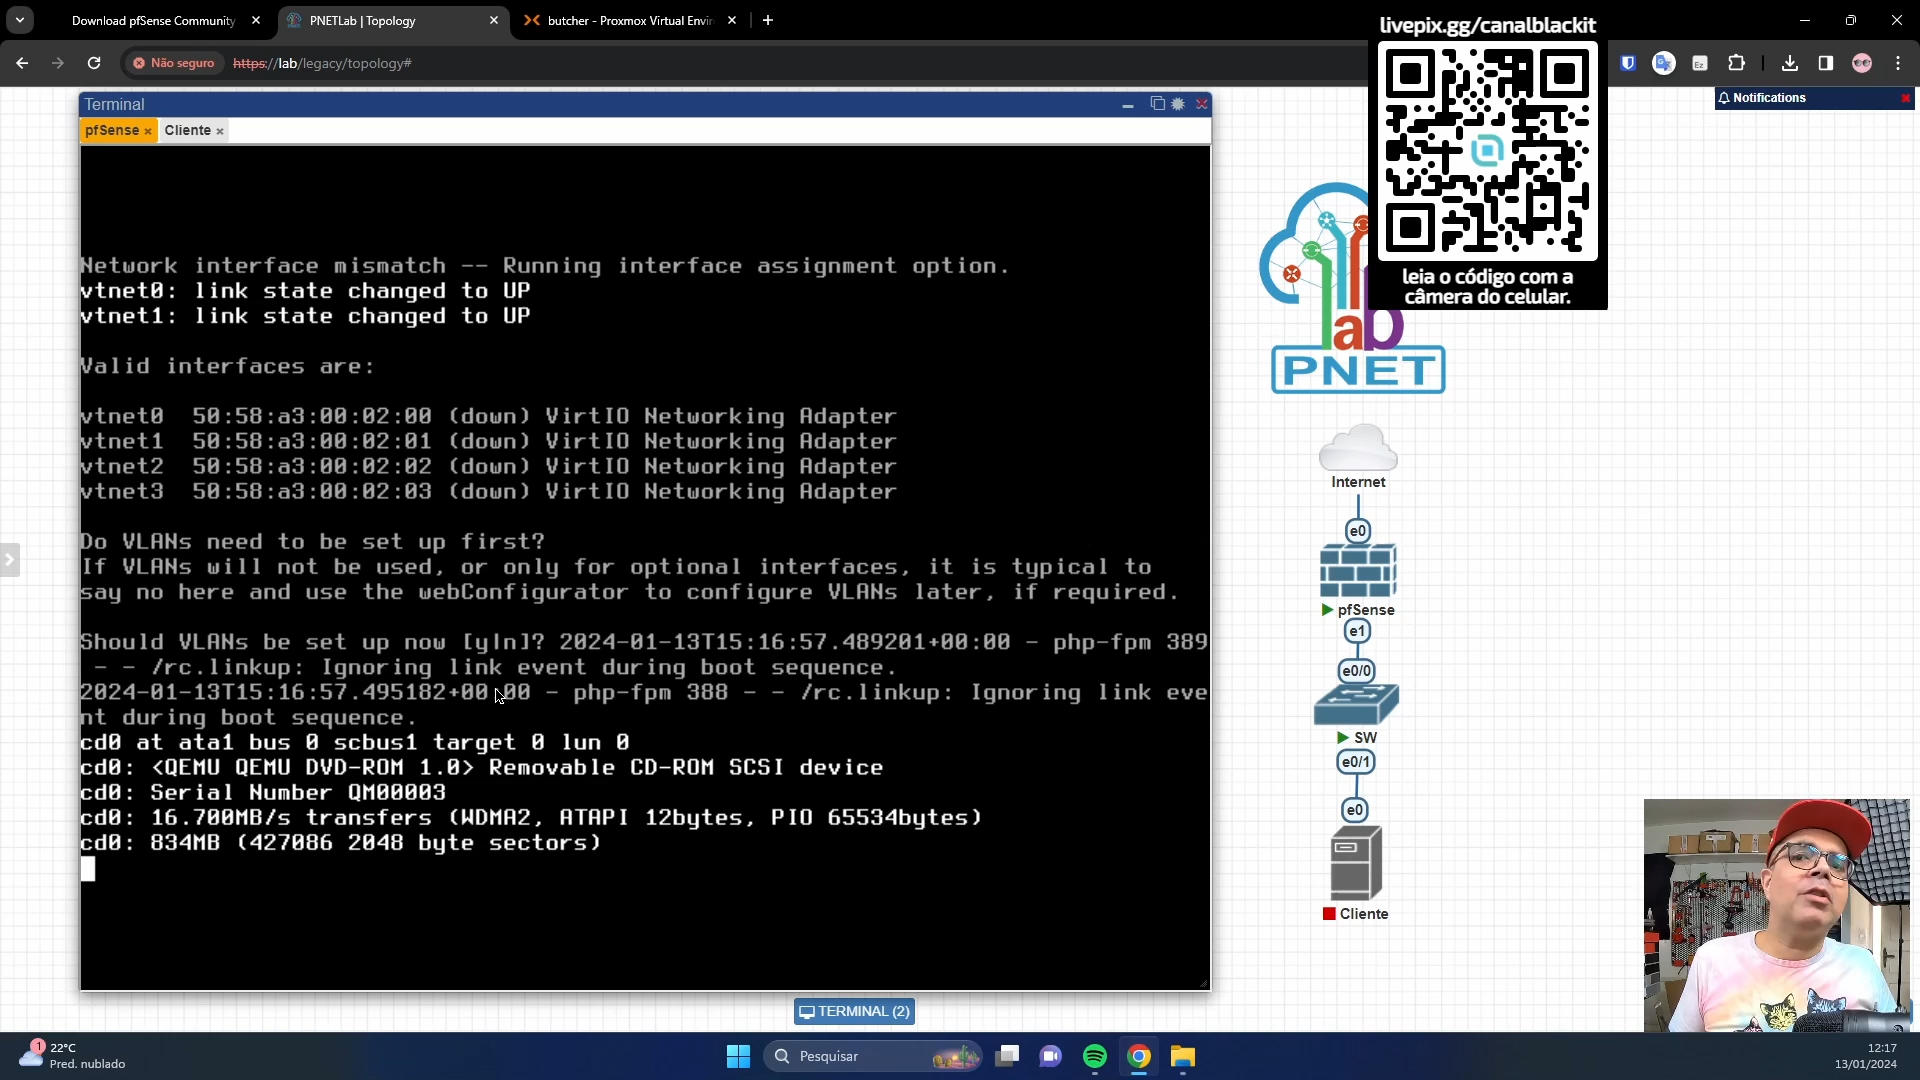 Download pfSense Community
PNETLab | Topology
butcher - Proxmox Virtual Envir
livepix.gg/canalblackit
Não seguro
https://lab/legacy/topology#
Ez
Notifications
Terminal
pfSense
Cliente
leia o código com a
câmera do celular.
Network interface mismatch -- Running interface assignment option.
vtnet0: link state changed to UP
vtnet1: link state changed to UP
Valid interfaces are:
vtnet0 50:58:a3:00:02:00 (down) VirtIO Networking Adapter
vtnet1 50:58:a3:00:02:01 (down) VirtIO Networking Adapter
vtnet2 50:58:a3:00:02:02 (down) VirtIO Networking Adapter
vtnet3 50:58:a3:00:02:03 (down) VirtIO Networking Adapter
Do VLANs need to be set up first?
If VLANs will not be used, or only for optional interfaces, it is typical to
say no here and use the webConfigurator to configure VLANs later, if required.
Should VLANs be set up now [y|n]? 2024-01-13T15:16:57.489201+00:00 - php-fpm 389
- - /rc.linkup: Ignoring link event during boot sequence.
2024-01-13T15:16:57.495182+00:00 - php-fpm 388 - - /rc.linkup: Ignoring link eve
nt during boot sequence.
cd0 at ata1 bus 0 scbus1 target 0 lun 0
cd0: <QEMU QEMU DVD-ROM 1.0> Removable CD-ROM SCSI device
cd0: Serial Number QM00003
cd0: 16.700MB/s transfers (WDMA2, ATAPI 12bytes, PIO 65534bytes)
cd0: 834MB (427086 2048 byte sectors)
lab
PNET
Internet
e0
pfSense
e1
e0/0
SW
e0/1
e0
Cliente
TERMINAL (2)
1
22°C
Pred. nublado
Pesquisar
12:17
13/01/2024